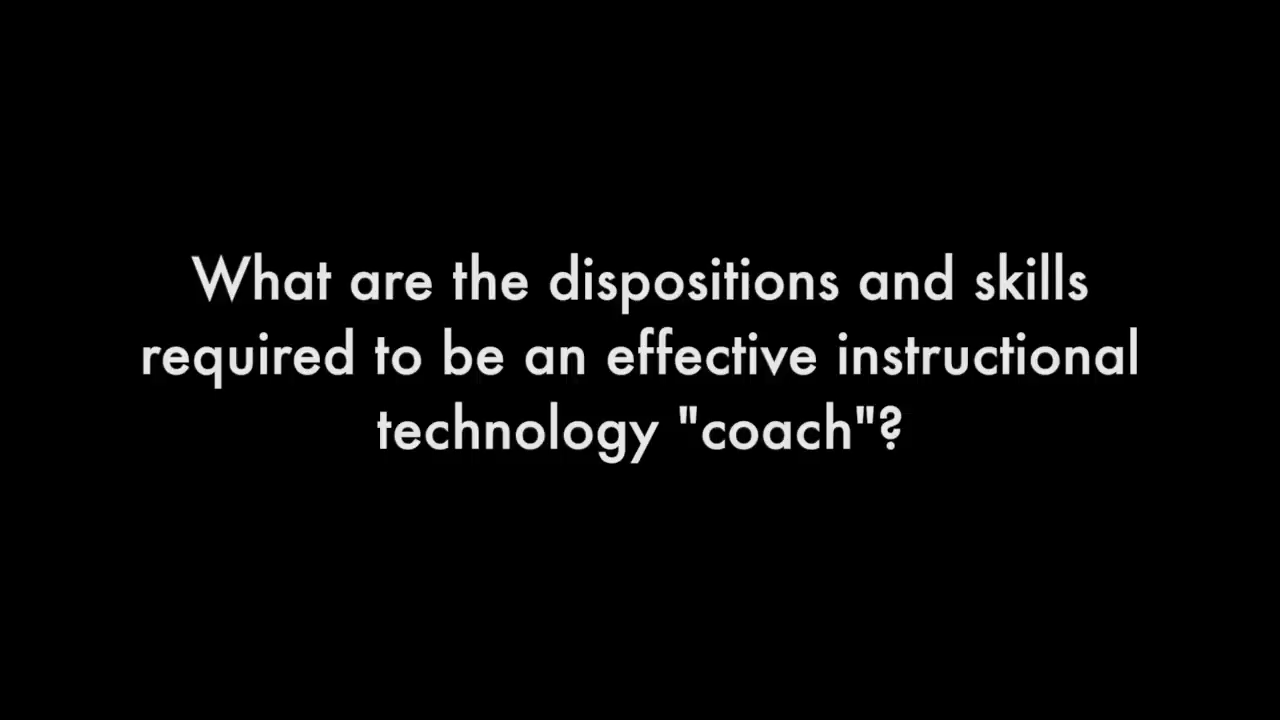 What are the dispositions and skills
required to be an effective instructional
technology "coach"?